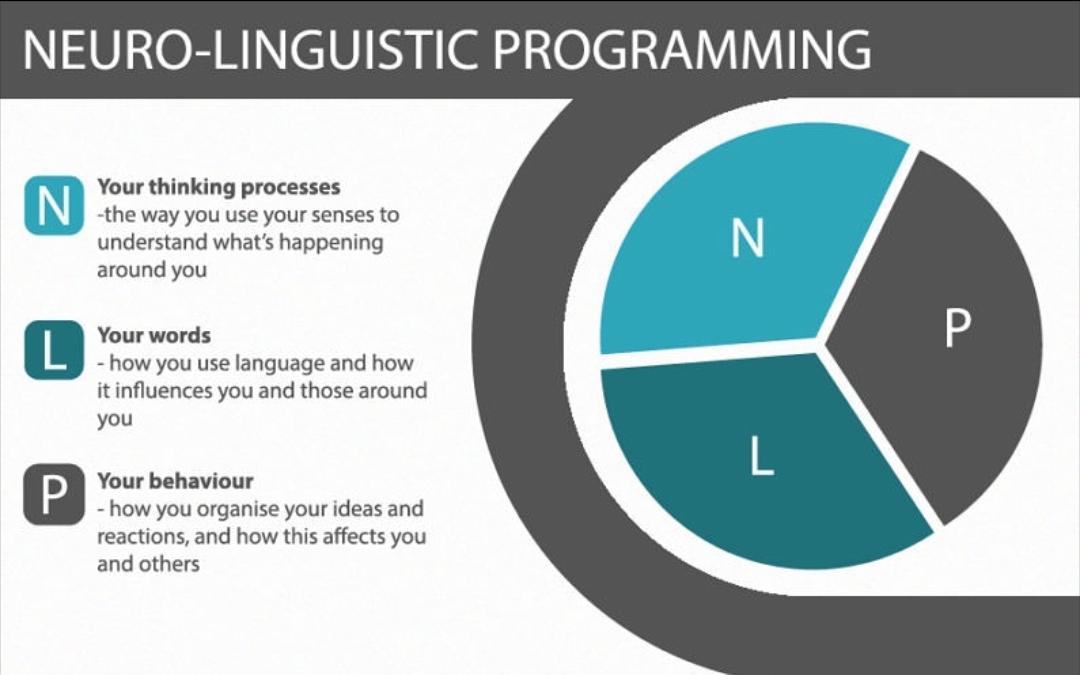 NEURO-LINGUISTIC PROGRAMMING
N
Your thinking processes
-the way you use your senses to
understand what's happening
around you
L
Your words
- how you use language and how
it influences you and those around
you
P
Your behaviour
- how you organise your ideas and
reactions, and how this affects you
and others
N
P
L